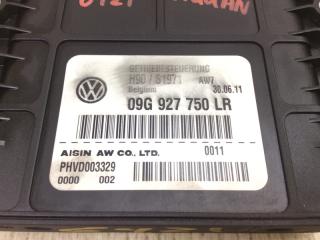 GETRIEBESTEUERUNG
H90 / S1971 AW7
Belgium 30.06.11
09G 927 750 LR
AISIN AW CO., LTD. 0011
PHVD003329
0000 002